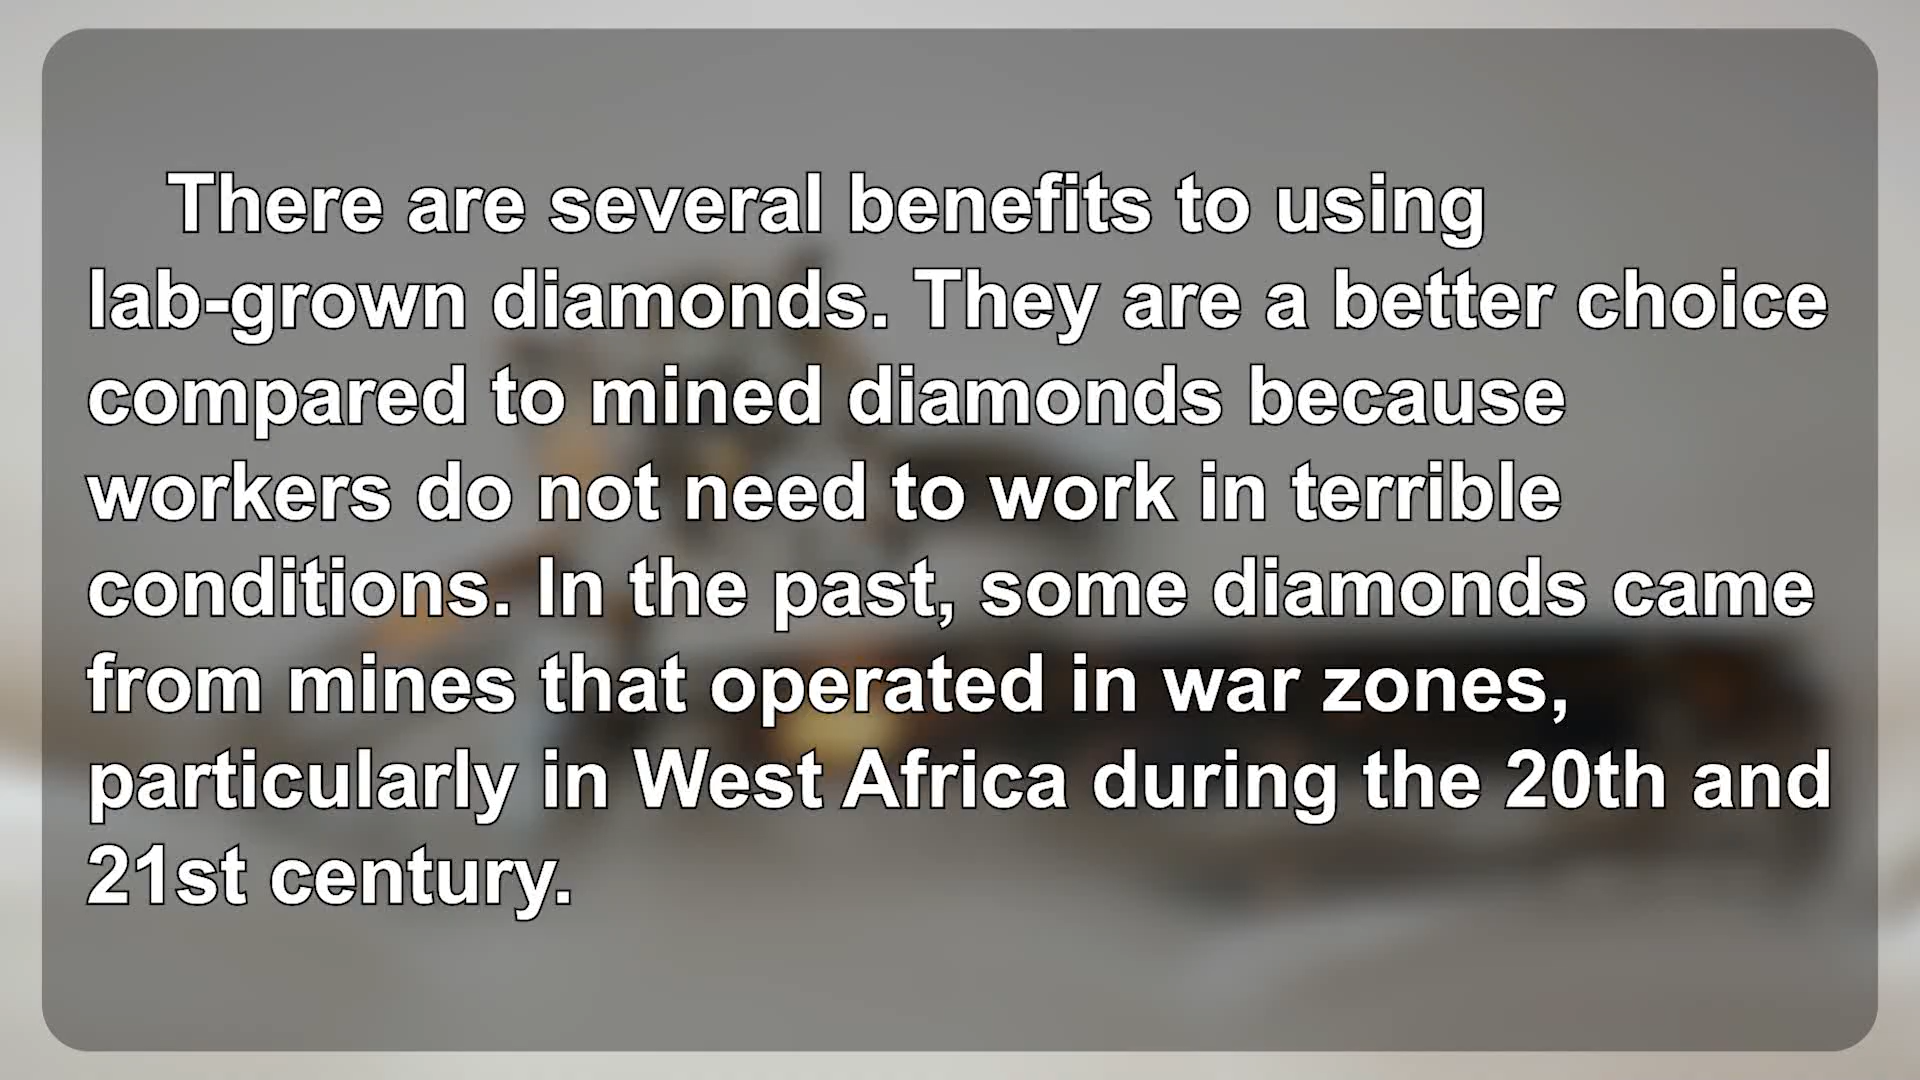 There are several benefits to using
lab-grown diamonds. They are a better choice
compared to mined diamonds because
workers do not need to work in terrible
conditions. In the past, some diamonds came
from mines that operated in war zones,
particularly in West Africa during the 20th and
21st century.